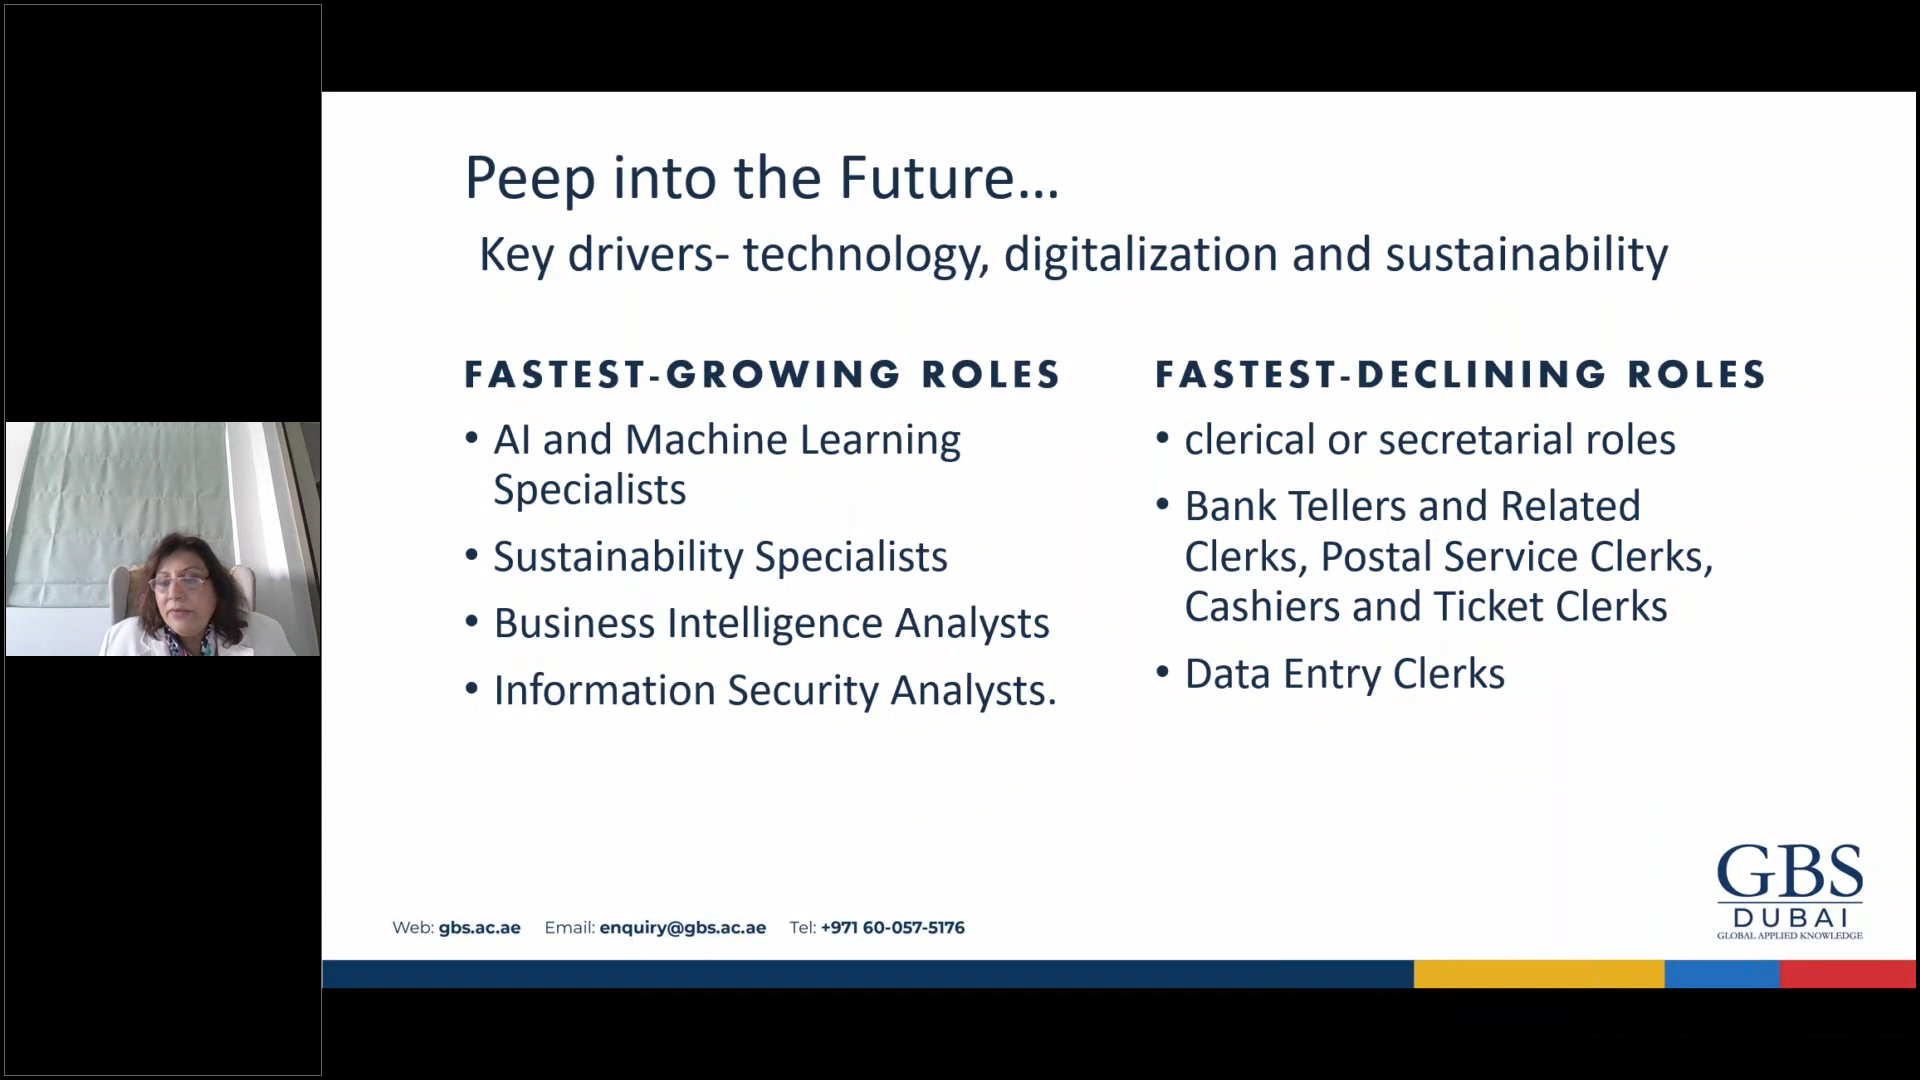 Peep into the Future...
Key drivers- technology, digitalization and sustainability
FASTEST-GROWING ROLES
• AI and Machine Learning
Specialists
• Sustainability Specialists
• Business Intelligence Analysts
• Information Security Analysts.
FASTEST-DECLINING ROLES
• clerical or secretarial roles
• Bank Tellers and Related
Clerks, Postal Service Clerks,
Cashiers and Ticket Clerks
• Data Entry Clerks
Web: gbs.ac.ae Email: enquiry@gbs.ac.ae Tel: +971 60-057-5176
GBS
DUBAI
GLOBAL APPLIED KNOWLEDGE